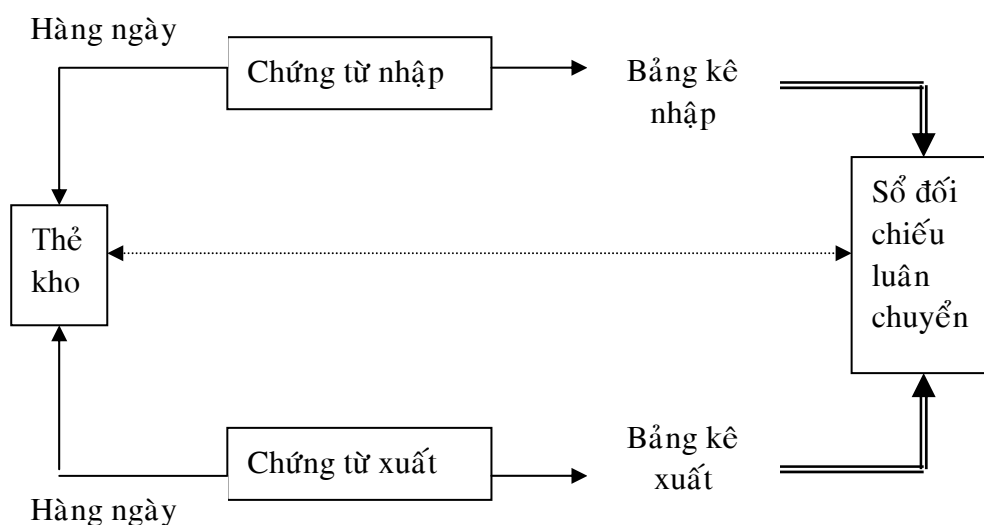 Hàng ngày
Chứng từ nhập
Bảng kê
nhập
Thẻ
kho
Sổ đối
chiếu
luân
chuyển
Chứng từ xuất
Bảng kê
xuất
Hàng ngày